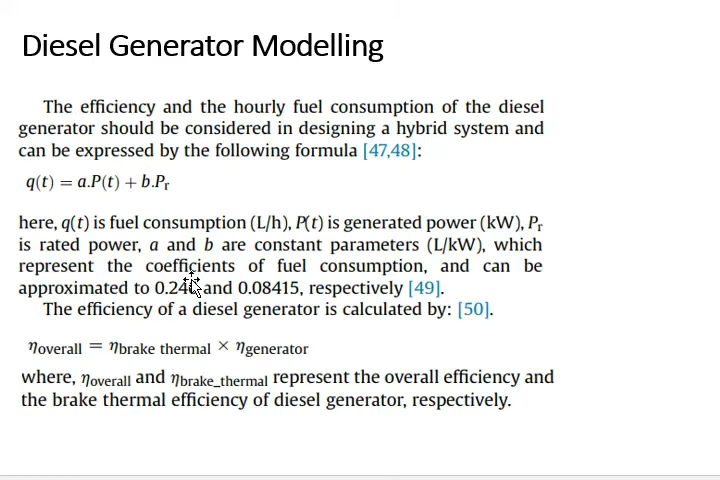 Diesel Generator Modelling
The efficiency and the hourly fuel consumption of the diesel
generator should be considered in designing a hybrid system and
can be expressed by the following formula [47,48]:
q(t) = a.P(t) + b.Pr
here, q(t) is fuel consumption (L/h), P(t) is generated power (kW), Pr
is rated power, a and b are constant parameters (L/kW), which
represent the coefficients of fuel consumption, and can be
approximated to and 0.08415, respectively [49].
The efficiency of a diesel generator is calculated by: [50].
ηoverall = ηbrake thermal × ηgenerator
where, ηoverall and ηbrake_thermal represent the overall efficiency and
the brake thermal efficiency of diesel generator, respectively.